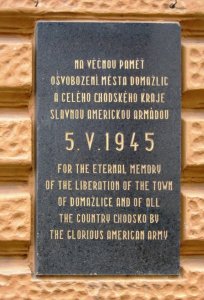 NA VĚČNOU PAMĚŤ
OSVOBOZENÍ MĚSTA DOMAŽLIC
A CELÉHO CHODSKÉHO KRAJE
SLAVNOU AMERICKOU ARMÁDOU
5. V. 1945
FOR THE ETERNAL MEMORY
OF THE LIBERATION OF THE TOWN
OF DOMAZLICE AND OF ALL
THE COUNTRY CHODSKO BY
THE GLORIOUS AMERICAN ARMY